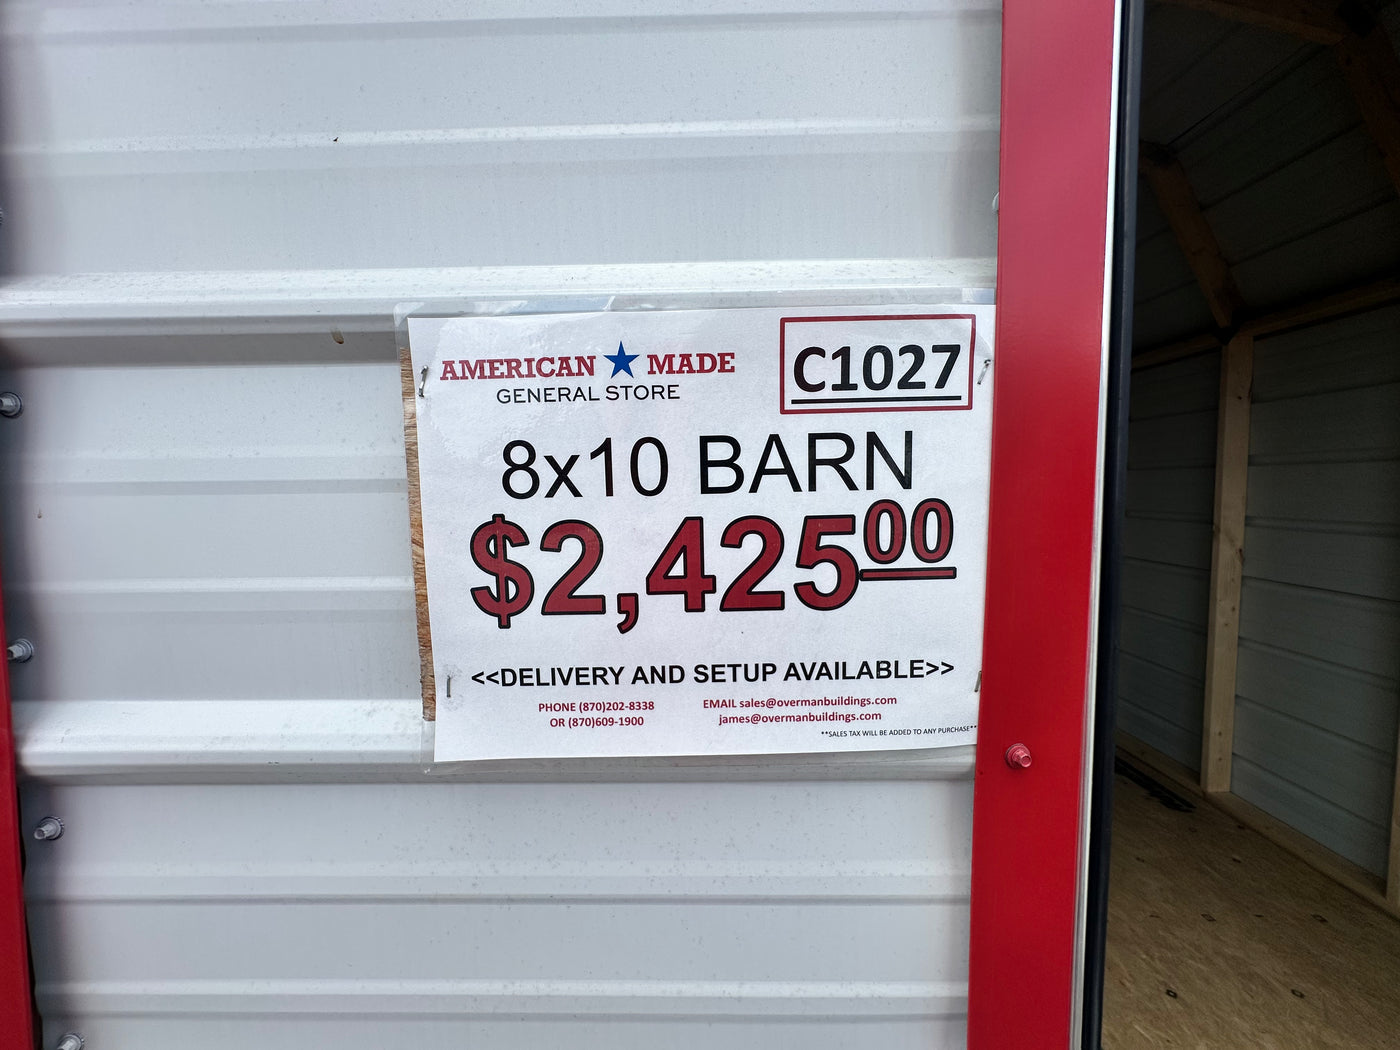 AMERICAN MADE
GENERAL STORE
C1027
8x10 BARN
$2,425.00
<<DELIVERY AND SETUP AVAILABLE>>
PHONE (870)202-8338
OR (870)609-1900
EMAIL sales@overmanbuildings.com
james@overmanbuildings.com
**SALES TAX WILL BE ADDED TO ANY PURCHASE**